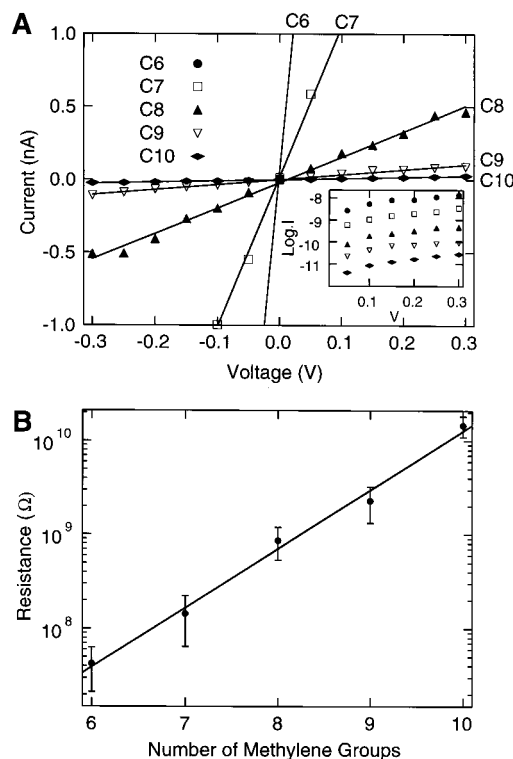 A
C6 C7
1.0
0.5
0.0
-0.5
-1.0
Current (nA)
C6
C7
C8
C9
C10
C8
C9
C10
Log I
-8
-9
-10
-11
0.1 0.2 0.3
V
-0.3 -0.2 -0.1 0.0 0.1 0.2 0.3
Voltage (V)
B
10^10
10^9
10^8
Resistance (Ω)
6 7 8 9 10
Number of Methylene Groups